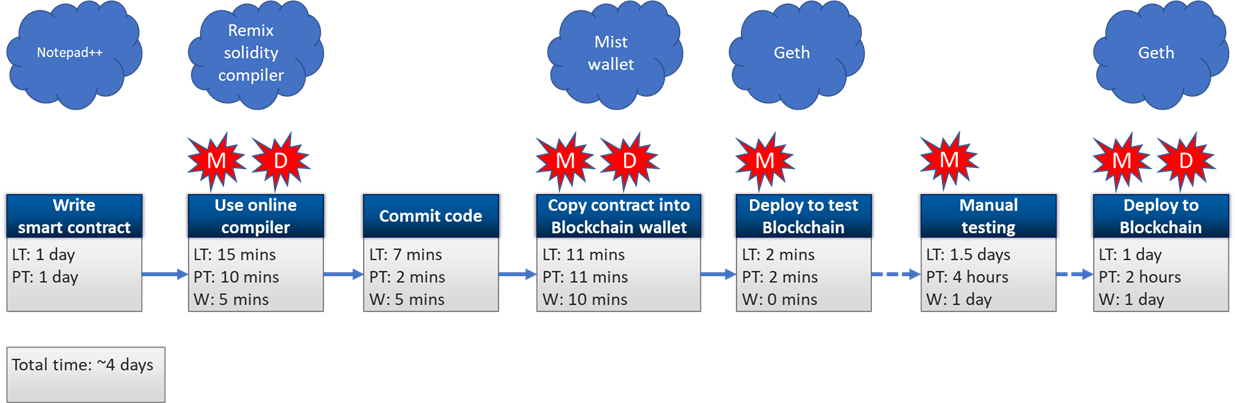 Notepad++
Remix
solidity
compiler
Mist
wallet
Geth
Geth
M
D
M
D
M
M
M
D
Write
smart contract
LT: 1 day
PT: 1 day
Use online
compiler
LT: 15 mins
PT: 10 mins
W: 5 mins
Commit code
LT: 7 mins
PT: 2 mins
W: 5 mins
Copy contract into
Blockchain wallet
LT: 11 mins
PT: 11 mins
W: 10 mins
Deploy to test
Blockchain
LT: 2 mins
PT: 2 mins
W: 0 mins
Manual
testing
LT: 1.5 days
PT: 4 hours
W: 1 day
Deploy to
Blockchain
LT: 1 day
PT: 2 hours
W: 1 day
Total time: ~4 days